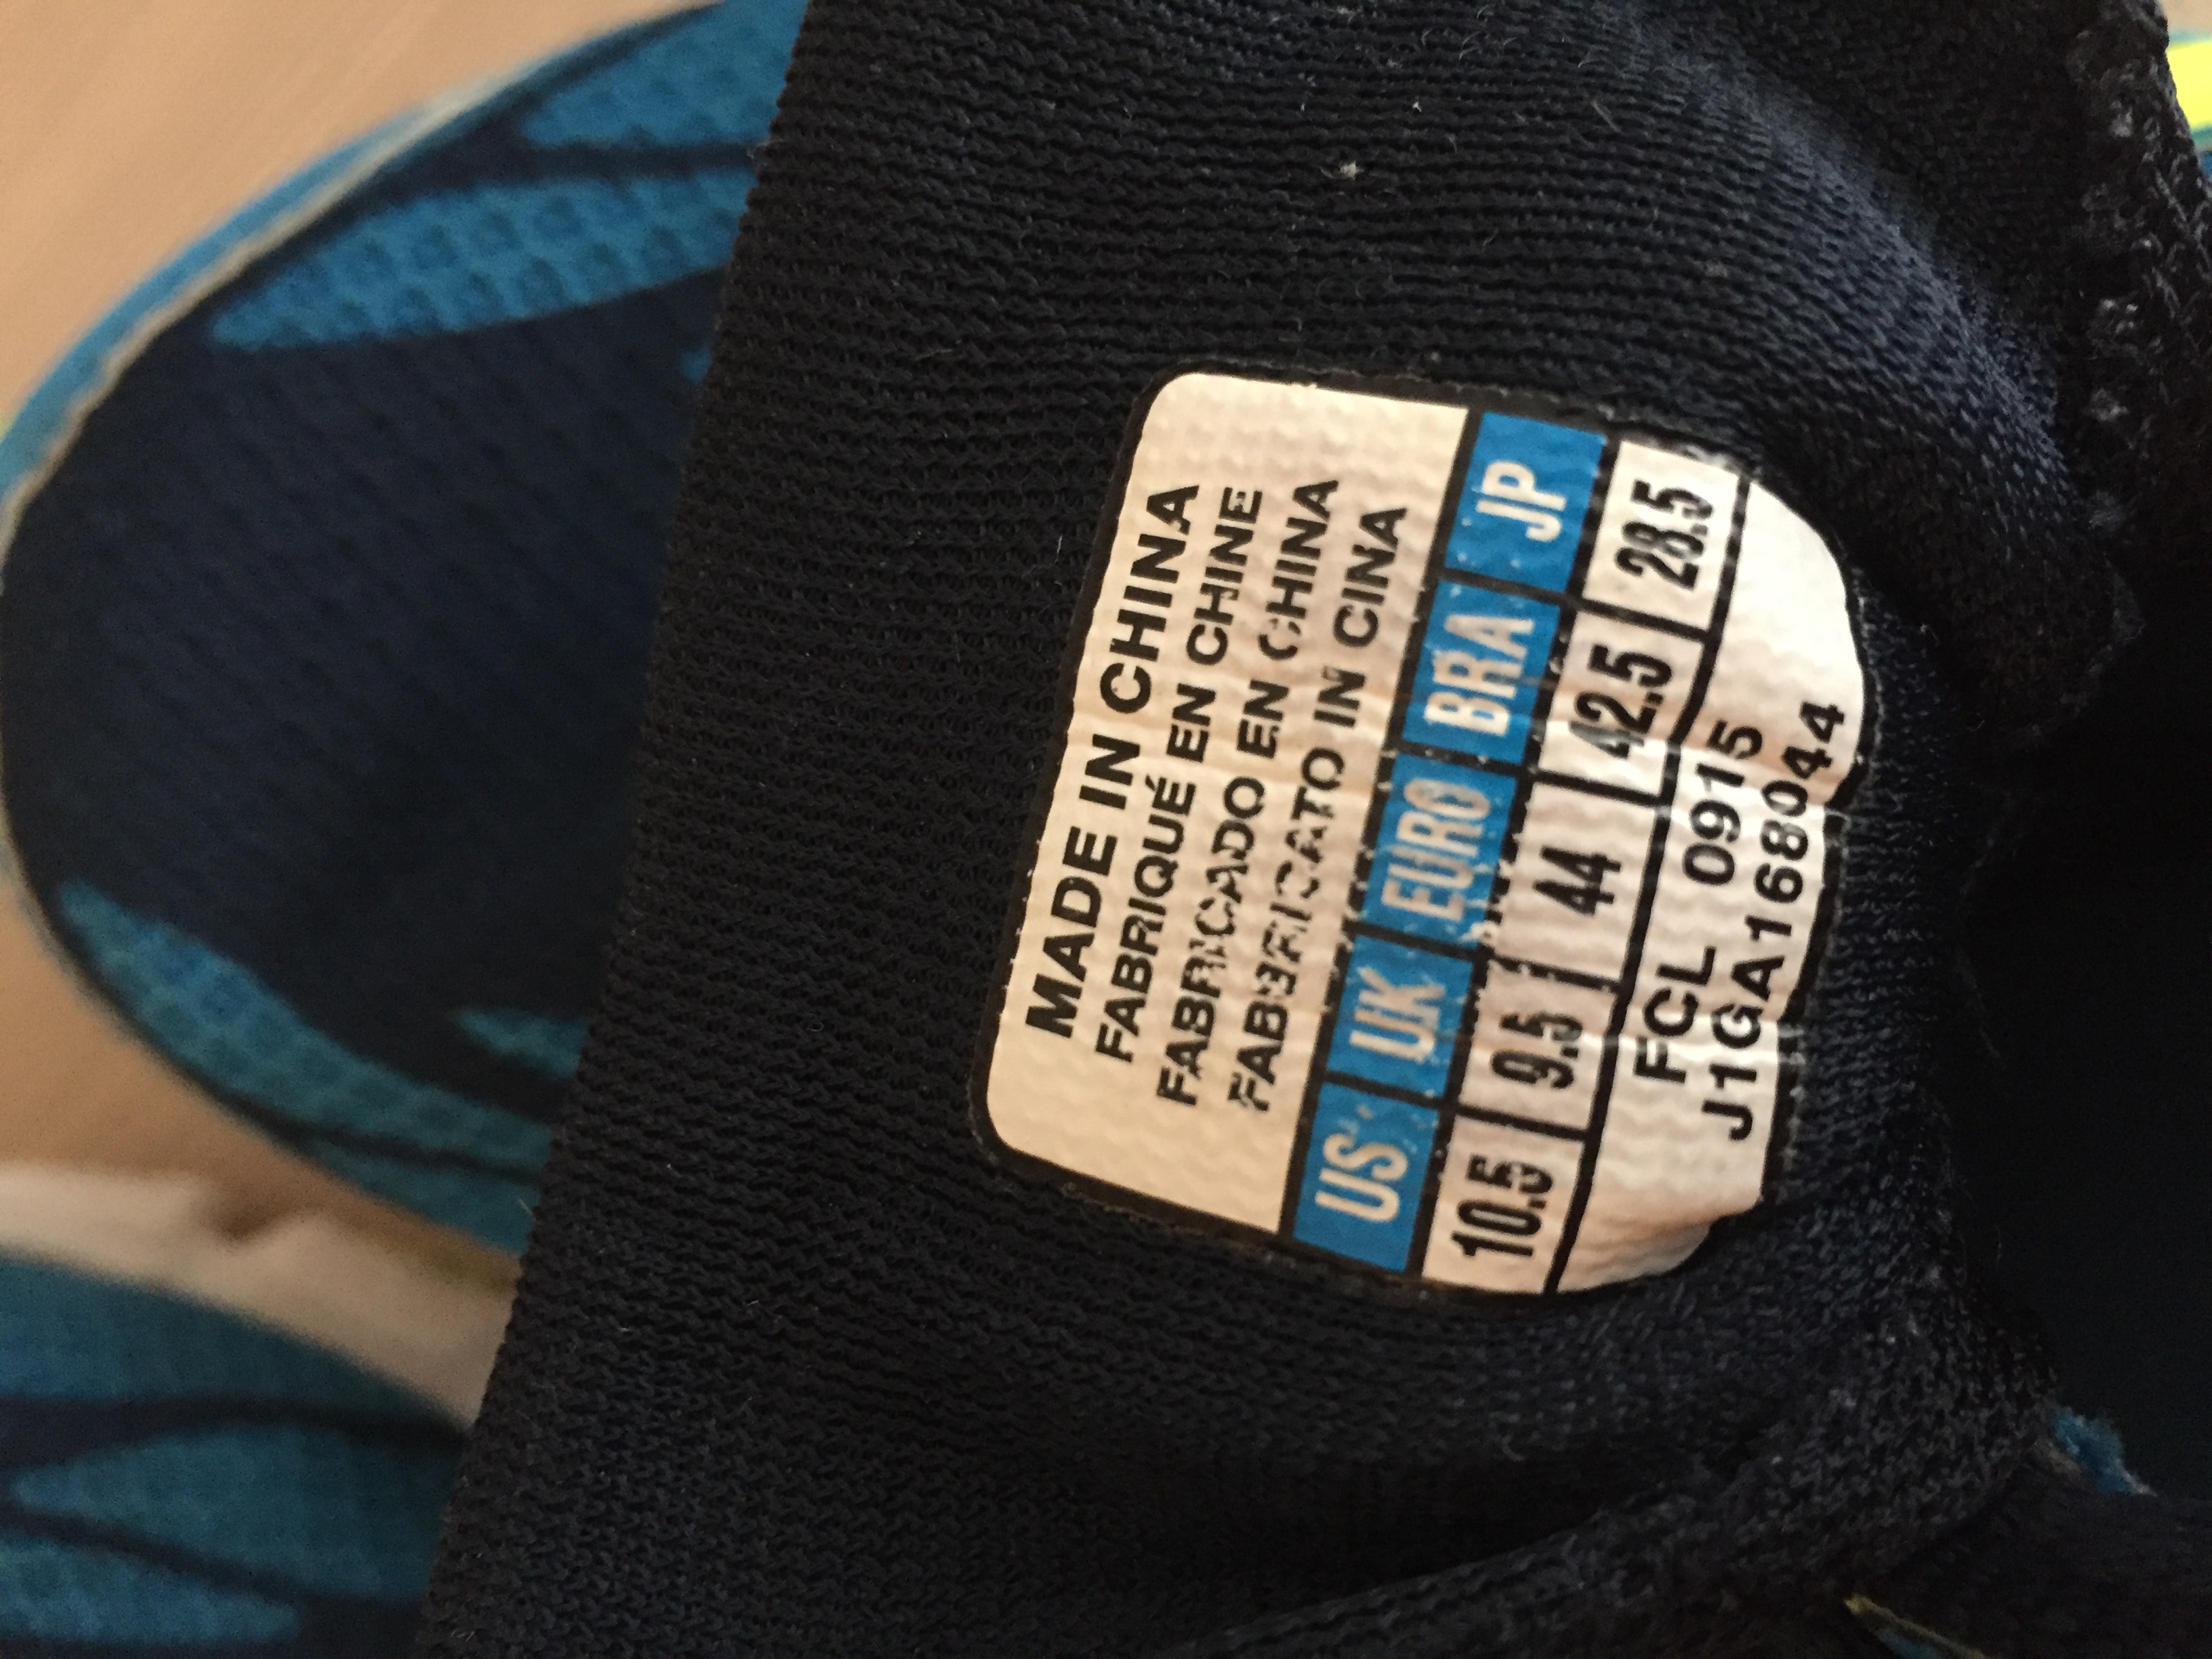 MADE IN CHINA
FABRIQUÉ EN CHINE
FABRICADO EN CHINA
FABBRICATO IN CINA
US UK EURO BRA JP
10.5 9.5 44 42.5 28.5
FCL 0915
J1GA168044